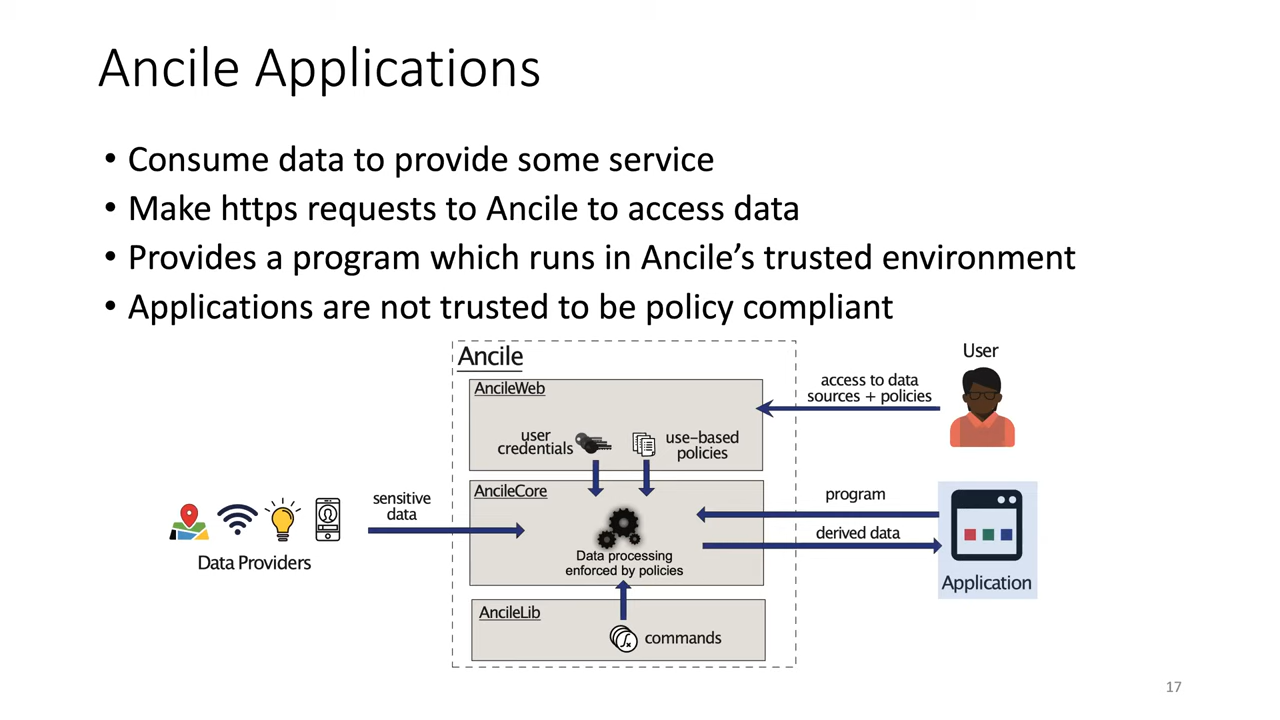 Ancile Applications
• Consume data to provide some service
• Make https requests to Ancile to access data
• Provides a program which runs in Ancile’s trusted environment
• Applications are not trusted to be policy compliant
Ancile
AncileWeb
user
credentials
use-based
policies
access to data
sources + policies
User
AncileCore
Data processing
enforced by policies
sensitive
data
Data Providers
program
derived data
Application
AncileLib
commands
17